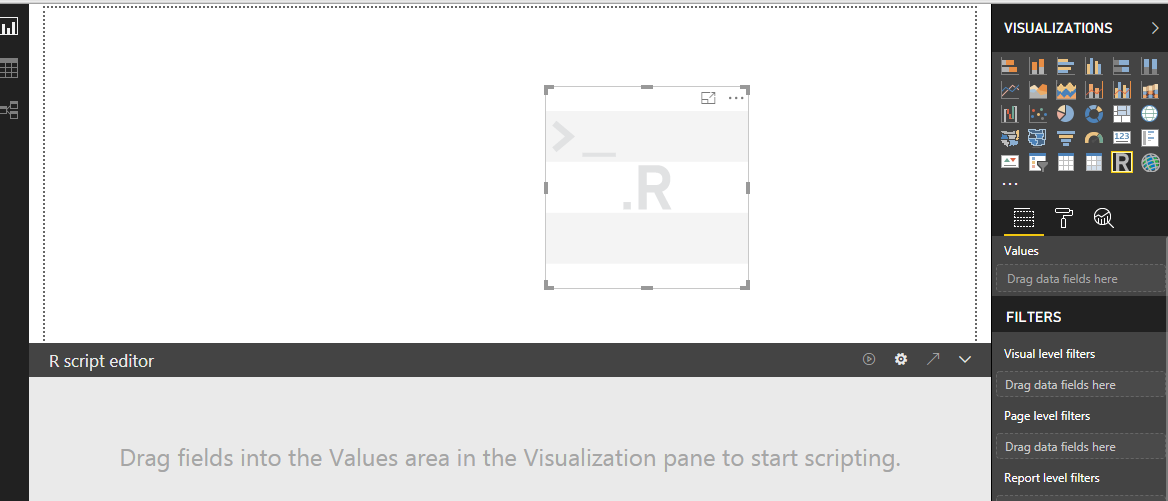 VISUALIZATIONS
>_
.R
123
R
Values
Drag data fields here
FILTERS
Visual level filters
Drag data fields here
Page level filters
Drag data fields here
Report level filters
R script editor
Drag fields into the Values area in the Visualization pane to start scripting.